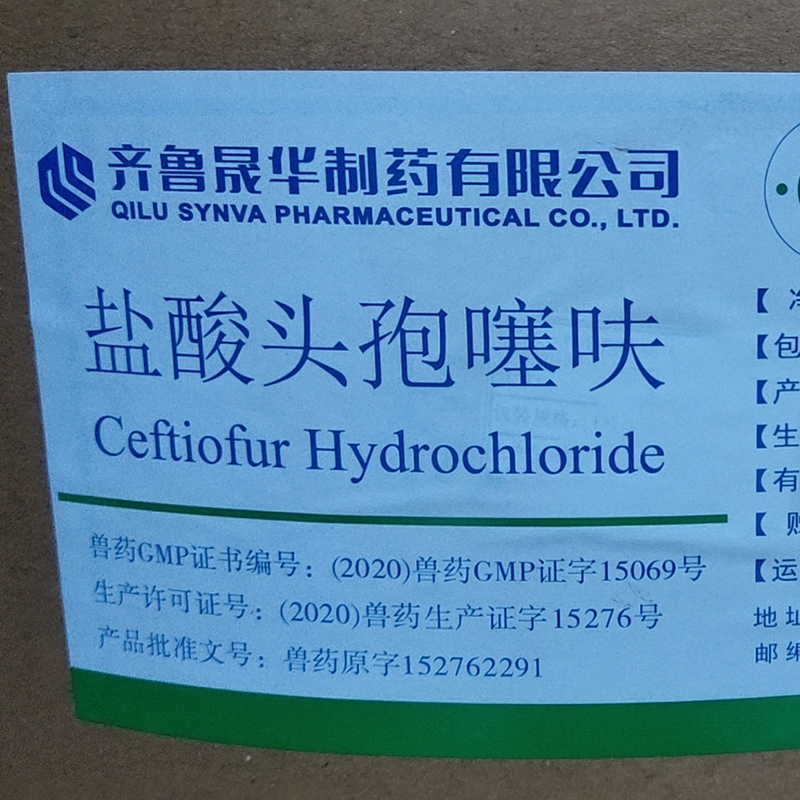 齐鲁晟华制药有限公司
QILU SYNVA PHARMACEUTICAL CO., LTD.
盐酸头孢噻呋
Ceftiofur Hydrochloride
兽药GMP证书编号：(2020)兽药GMP证字15069号
生产许可证号：(2020)兽药生产证字15276号
产品批准文号：兽药原字152762291
【
【包
【产
【生
【有
【
【运
地址
邮编